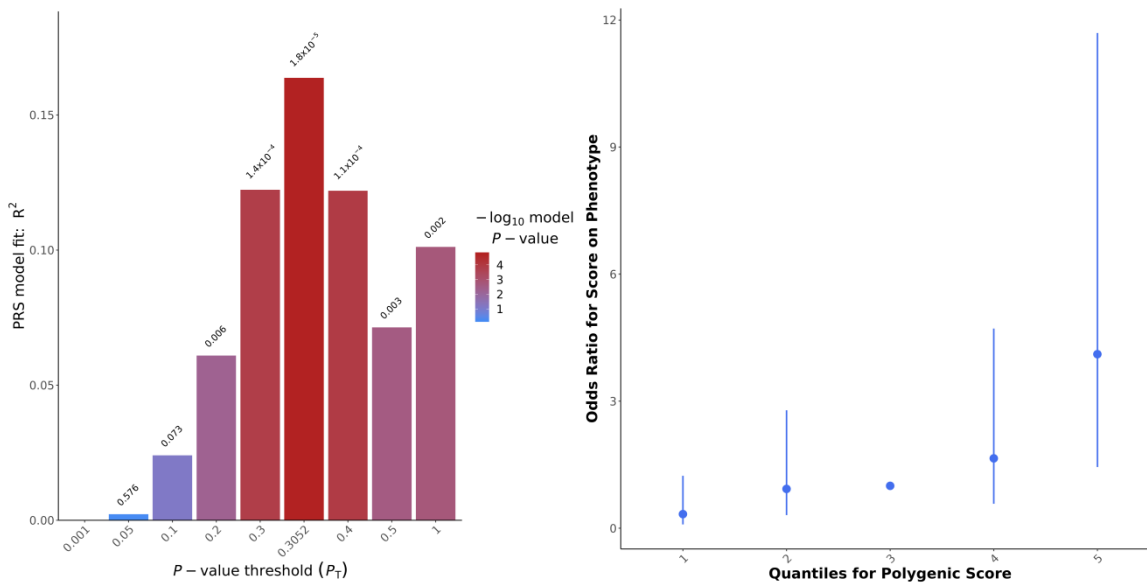 1.8x10⁻⁵
1.4x10⁻⁴
1.1x10⁻⁴
0.002
0.003
0.006
0.073
0.576
0.15
0.10
0.05
0.00
PRS model fit: R²
0.001 0.05 0.1 0.2 0.3 0.3052 0.4 0.5 1
P − value threshold (P_T)
− log₁₀ model
P − value
4
3
2
1
12
9
6
3
0
Odds Ratio for Score on Phenotype
1 2 3 4 5
Quantiles for Polygenic Score